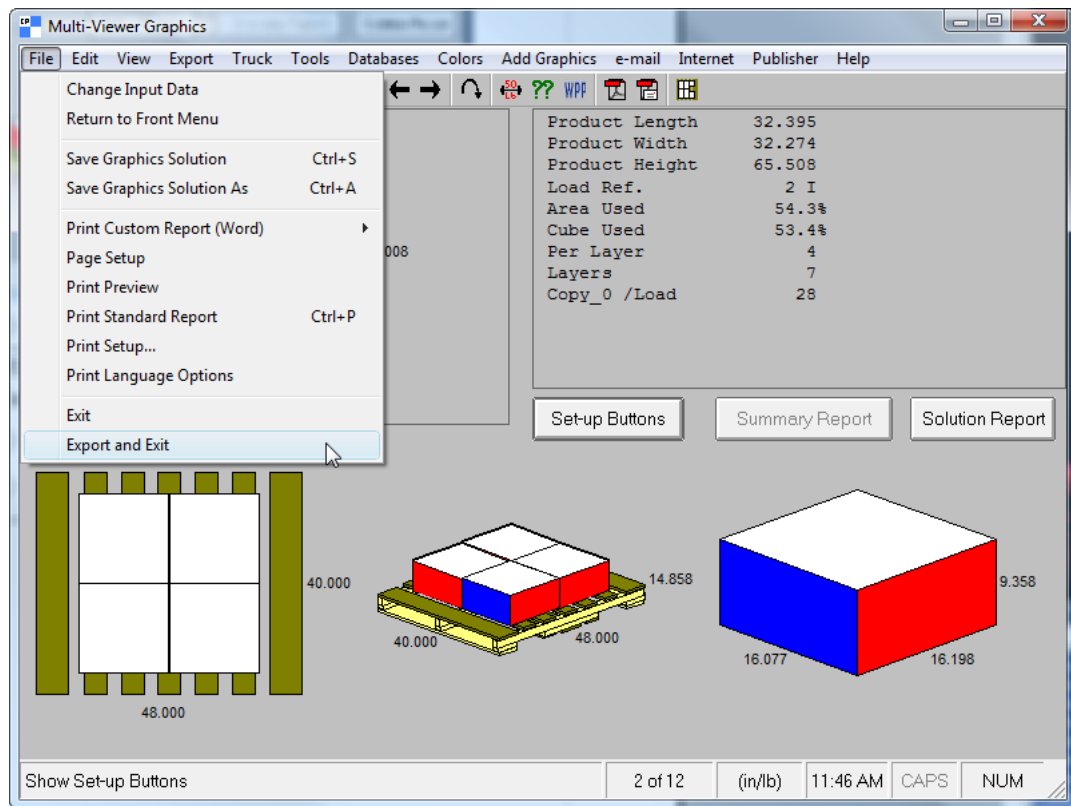 CP
Multi-Viewer Graphics
File Edit View Export Truck Tools Databases Colors Add Graphics e-mail Internet Publisher Help
50 Lb ?? WPP
Change Input Data
Return to Front Menu
Save Graphics Solution Ctrl+S
Save Graphics Solution As Ctrl+A
Print Custom Report (Word)
Page Setup
Print Preview
Print Standard Report Ctrl+P
Print Setup...
Print Language Options
Exit
Export and Exit
008
Product Length 32.395
Product Width 32.274
Product Height 65.508
Load Ref. 2 I
Area Used 54.3%
Cube Used 53.4%
Per Layer 4
Layers 7
Copy_0 /Load 28
Set-up Buttons Summary Report Solution Report
40.000
48.000
14.858
40.000
48.000
9.358
16.077
16.198
Show Set-up Buttons 2 of 12 (in/lb) 11:46 AM CAPS NUM